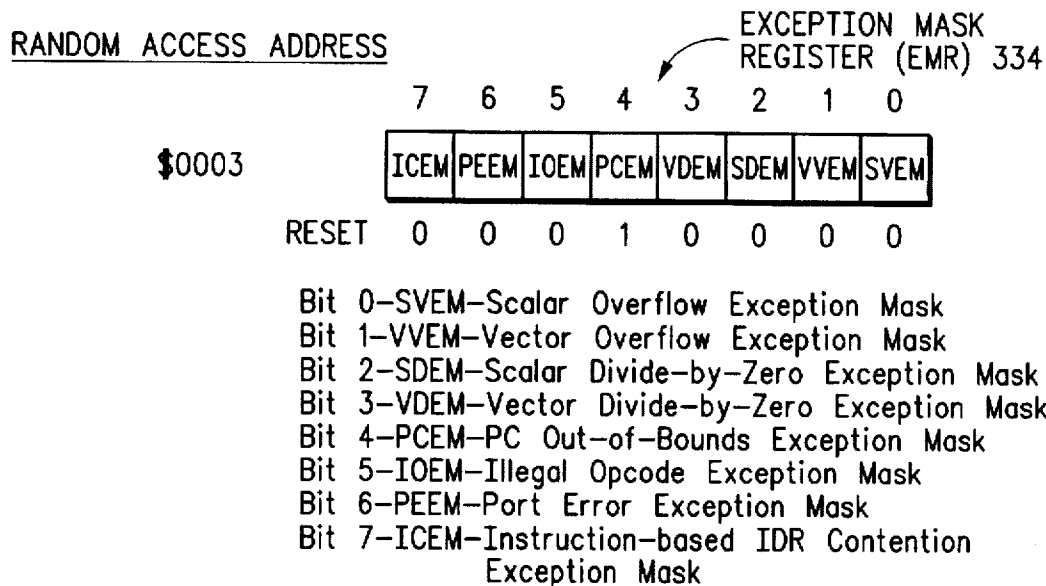 EXCEPTION MASK
RANDOM ACCESS ADDRESS
REGISTER (EMR) 334
7 6 5 4 3 2 1 0
$0003 ICEM PEEM IOEM PCEM VDEM SDEM VVEM SVEM
RESET 0 0 0 1 0 0 0 0
Bit 0-SVEM-Scalar Overflow Exception Mask
Bit 1-VVEM-Vector Overflow Exception Mask
Bit 2-SDEM-Scalar Divide-by-Zero Exception Mask
Bit 3-VDEM-Vector Divide-by-Zero Exception Mask
Bit 4-PCEM-PC Out-of-Bounds Exception Mask
Bit 5-IOEM-Illegal Opcode Exception Mask
Bit 6-PEEM-Port Error Exception Mask
Bit 7-ICEM-Instruction-based IDR Contention
Exception Mask